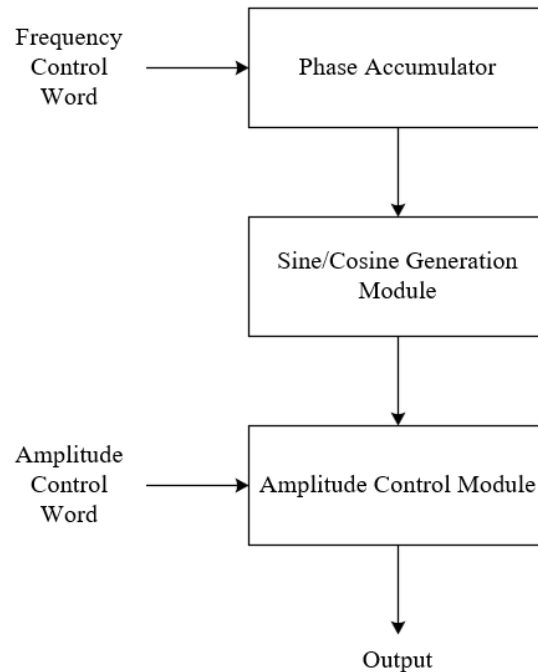 Frequency
Control
Word
Phase Accumulator
Sine/Cosine Generation
Module
Amplitude
Control
Word
Amplitude Control Module
Output